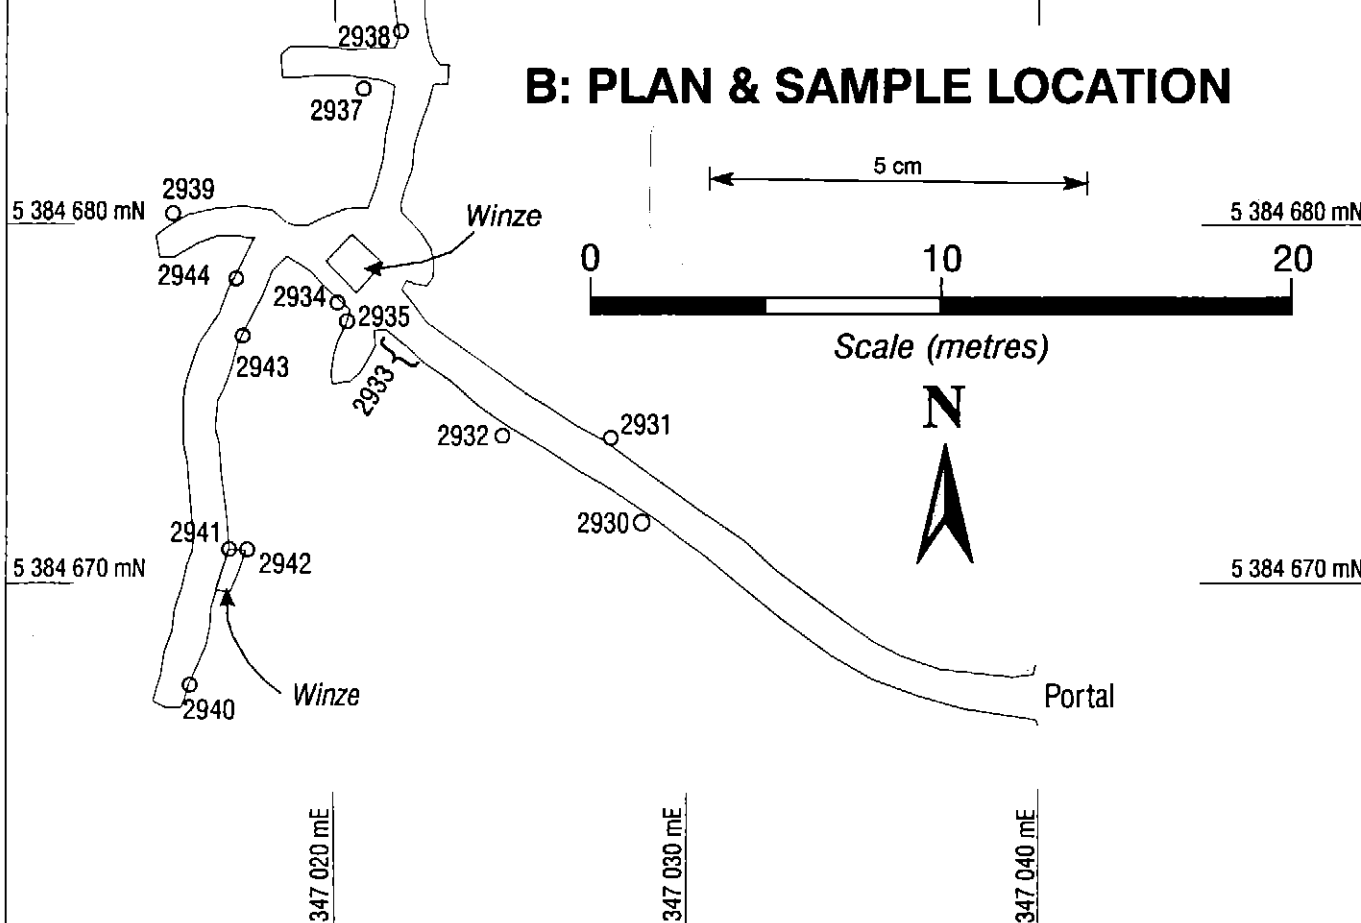 2938
B: PLAN & SAMPLE LOCATION
2937
5 cm
2939
5 384 680 mN
Winze
5 384 680 mN
2944
0 10 20
2934
2935
Scale (metres)
2943
2933
N
2932
2931
2930
2941
2942
5 384 670 mN
5 384 670 mN
Winze
2940
Portal
347 020 mE
347 030 mE
347 040 mE